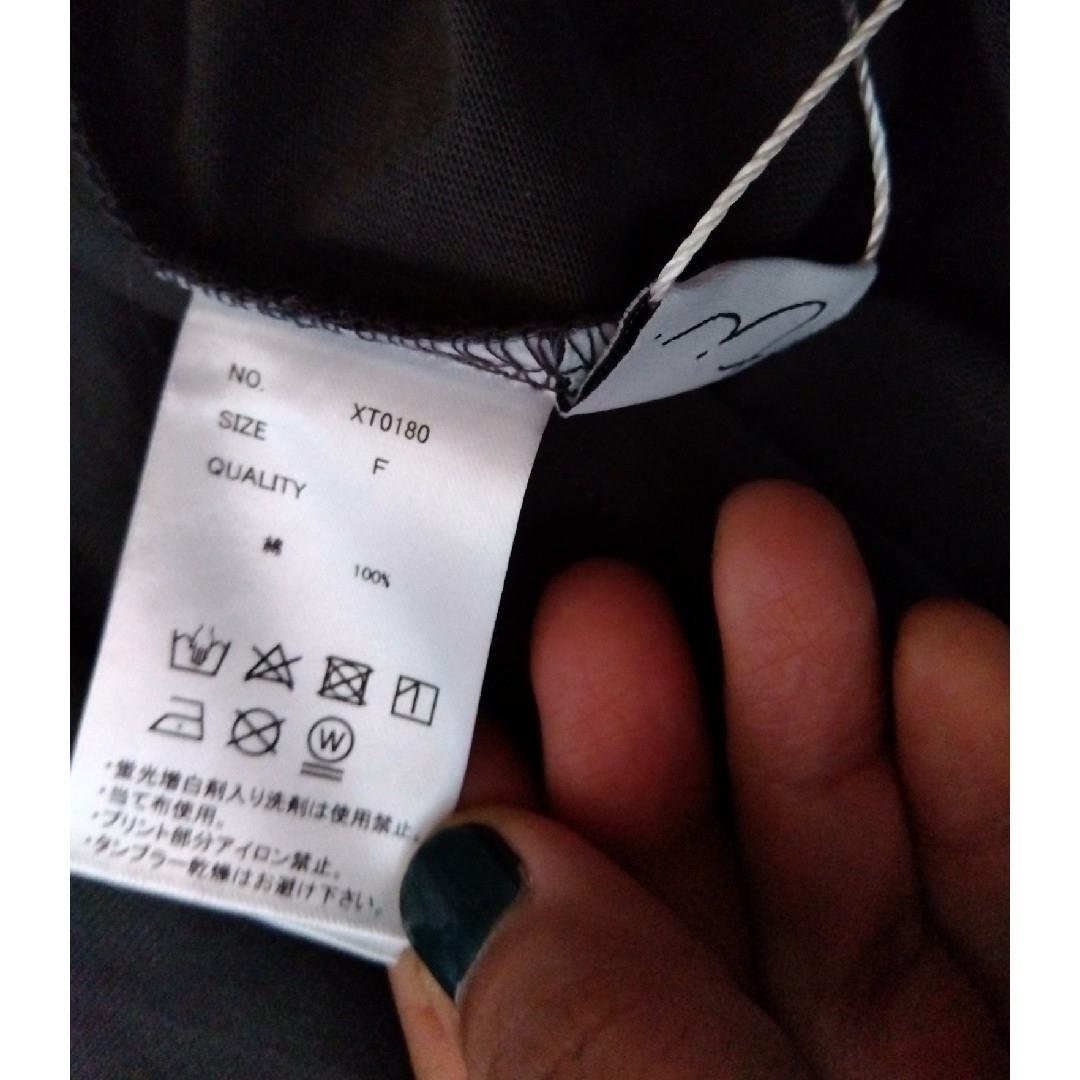 NO.
XT0180
SIZE
F
QUALITY
綿
100%
W
・蛍光増白剤入り洗剤は使用禁止。
・当て布使用。
・プリント部分アイロン禁止。
・タンブラー乾燥はお避け下さい。